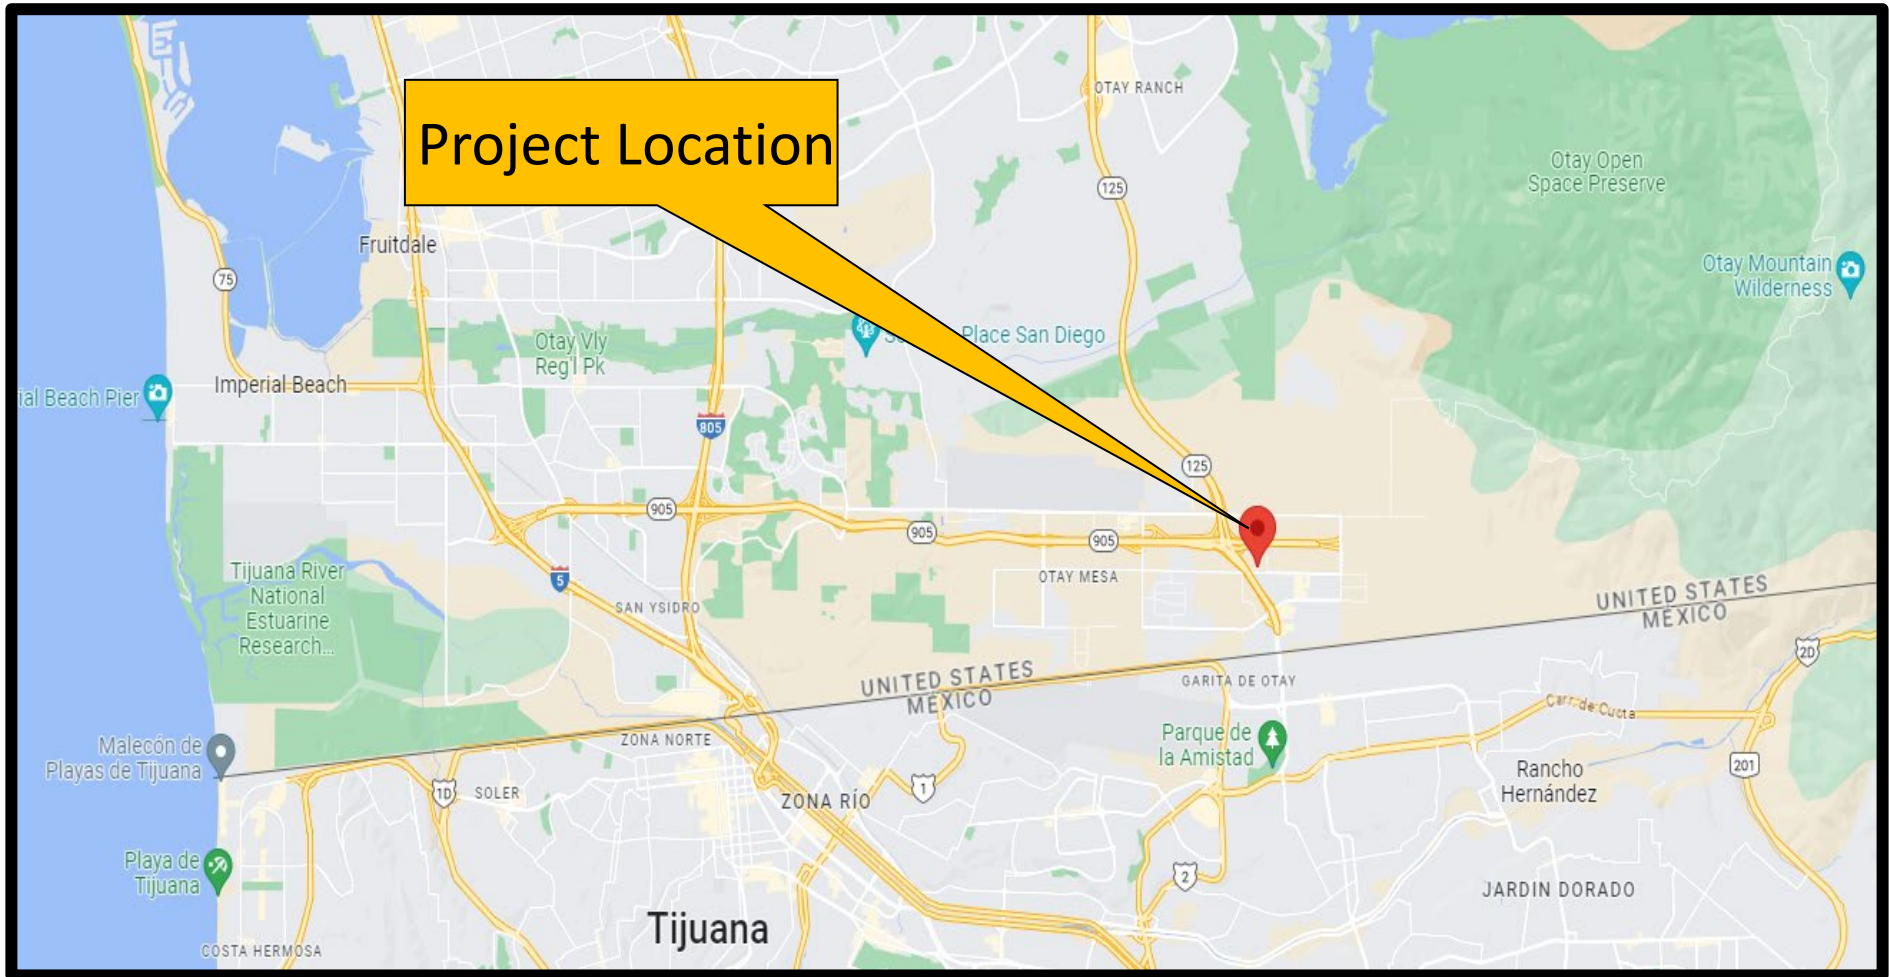 OTAY RANCH
Project Location
Otay Open
Space Preserve
125
Fruitdale
75
Otay Mountain
Wilderness
Otay Vly
Reg'l Pk
Place San Diego
Imperial Beach
ial Beach Pier
805
125
905
905
905
Tijuana River
National
Estuarine
Research...
5
OTAY MESA
SAN YSIDRO
UNITED STATES
MÉXICO
2D
UNITED STATES
MÉXICO
GARITA DE OTAY
Carr. de Cuota
Malecón de
Playas de Tijuana
ZONA NORTE
Parque de
la Amistad
Rancho
Hernández
201
1D
SOLER
ZONA RÍO
1
Playa de
Tijuana
2
JARDIN DORADO
Tijuana
COSTA HERMOSA